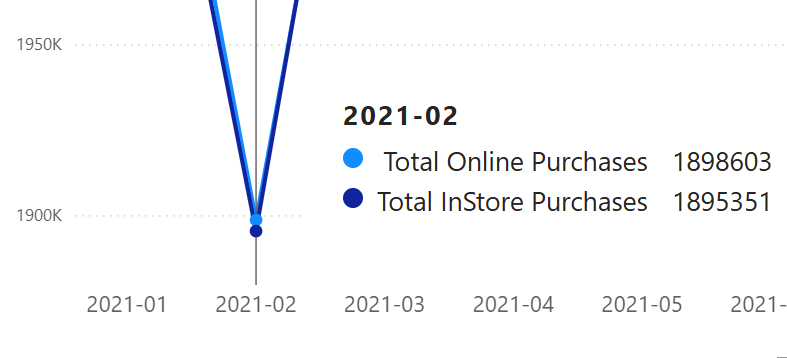 1950K
2021-02
Total Online Purchases 1898603
Total InStore Purchases 1895351
1900K
2021-01 2021-02 2021-03 2021-04 2021-05 2021-